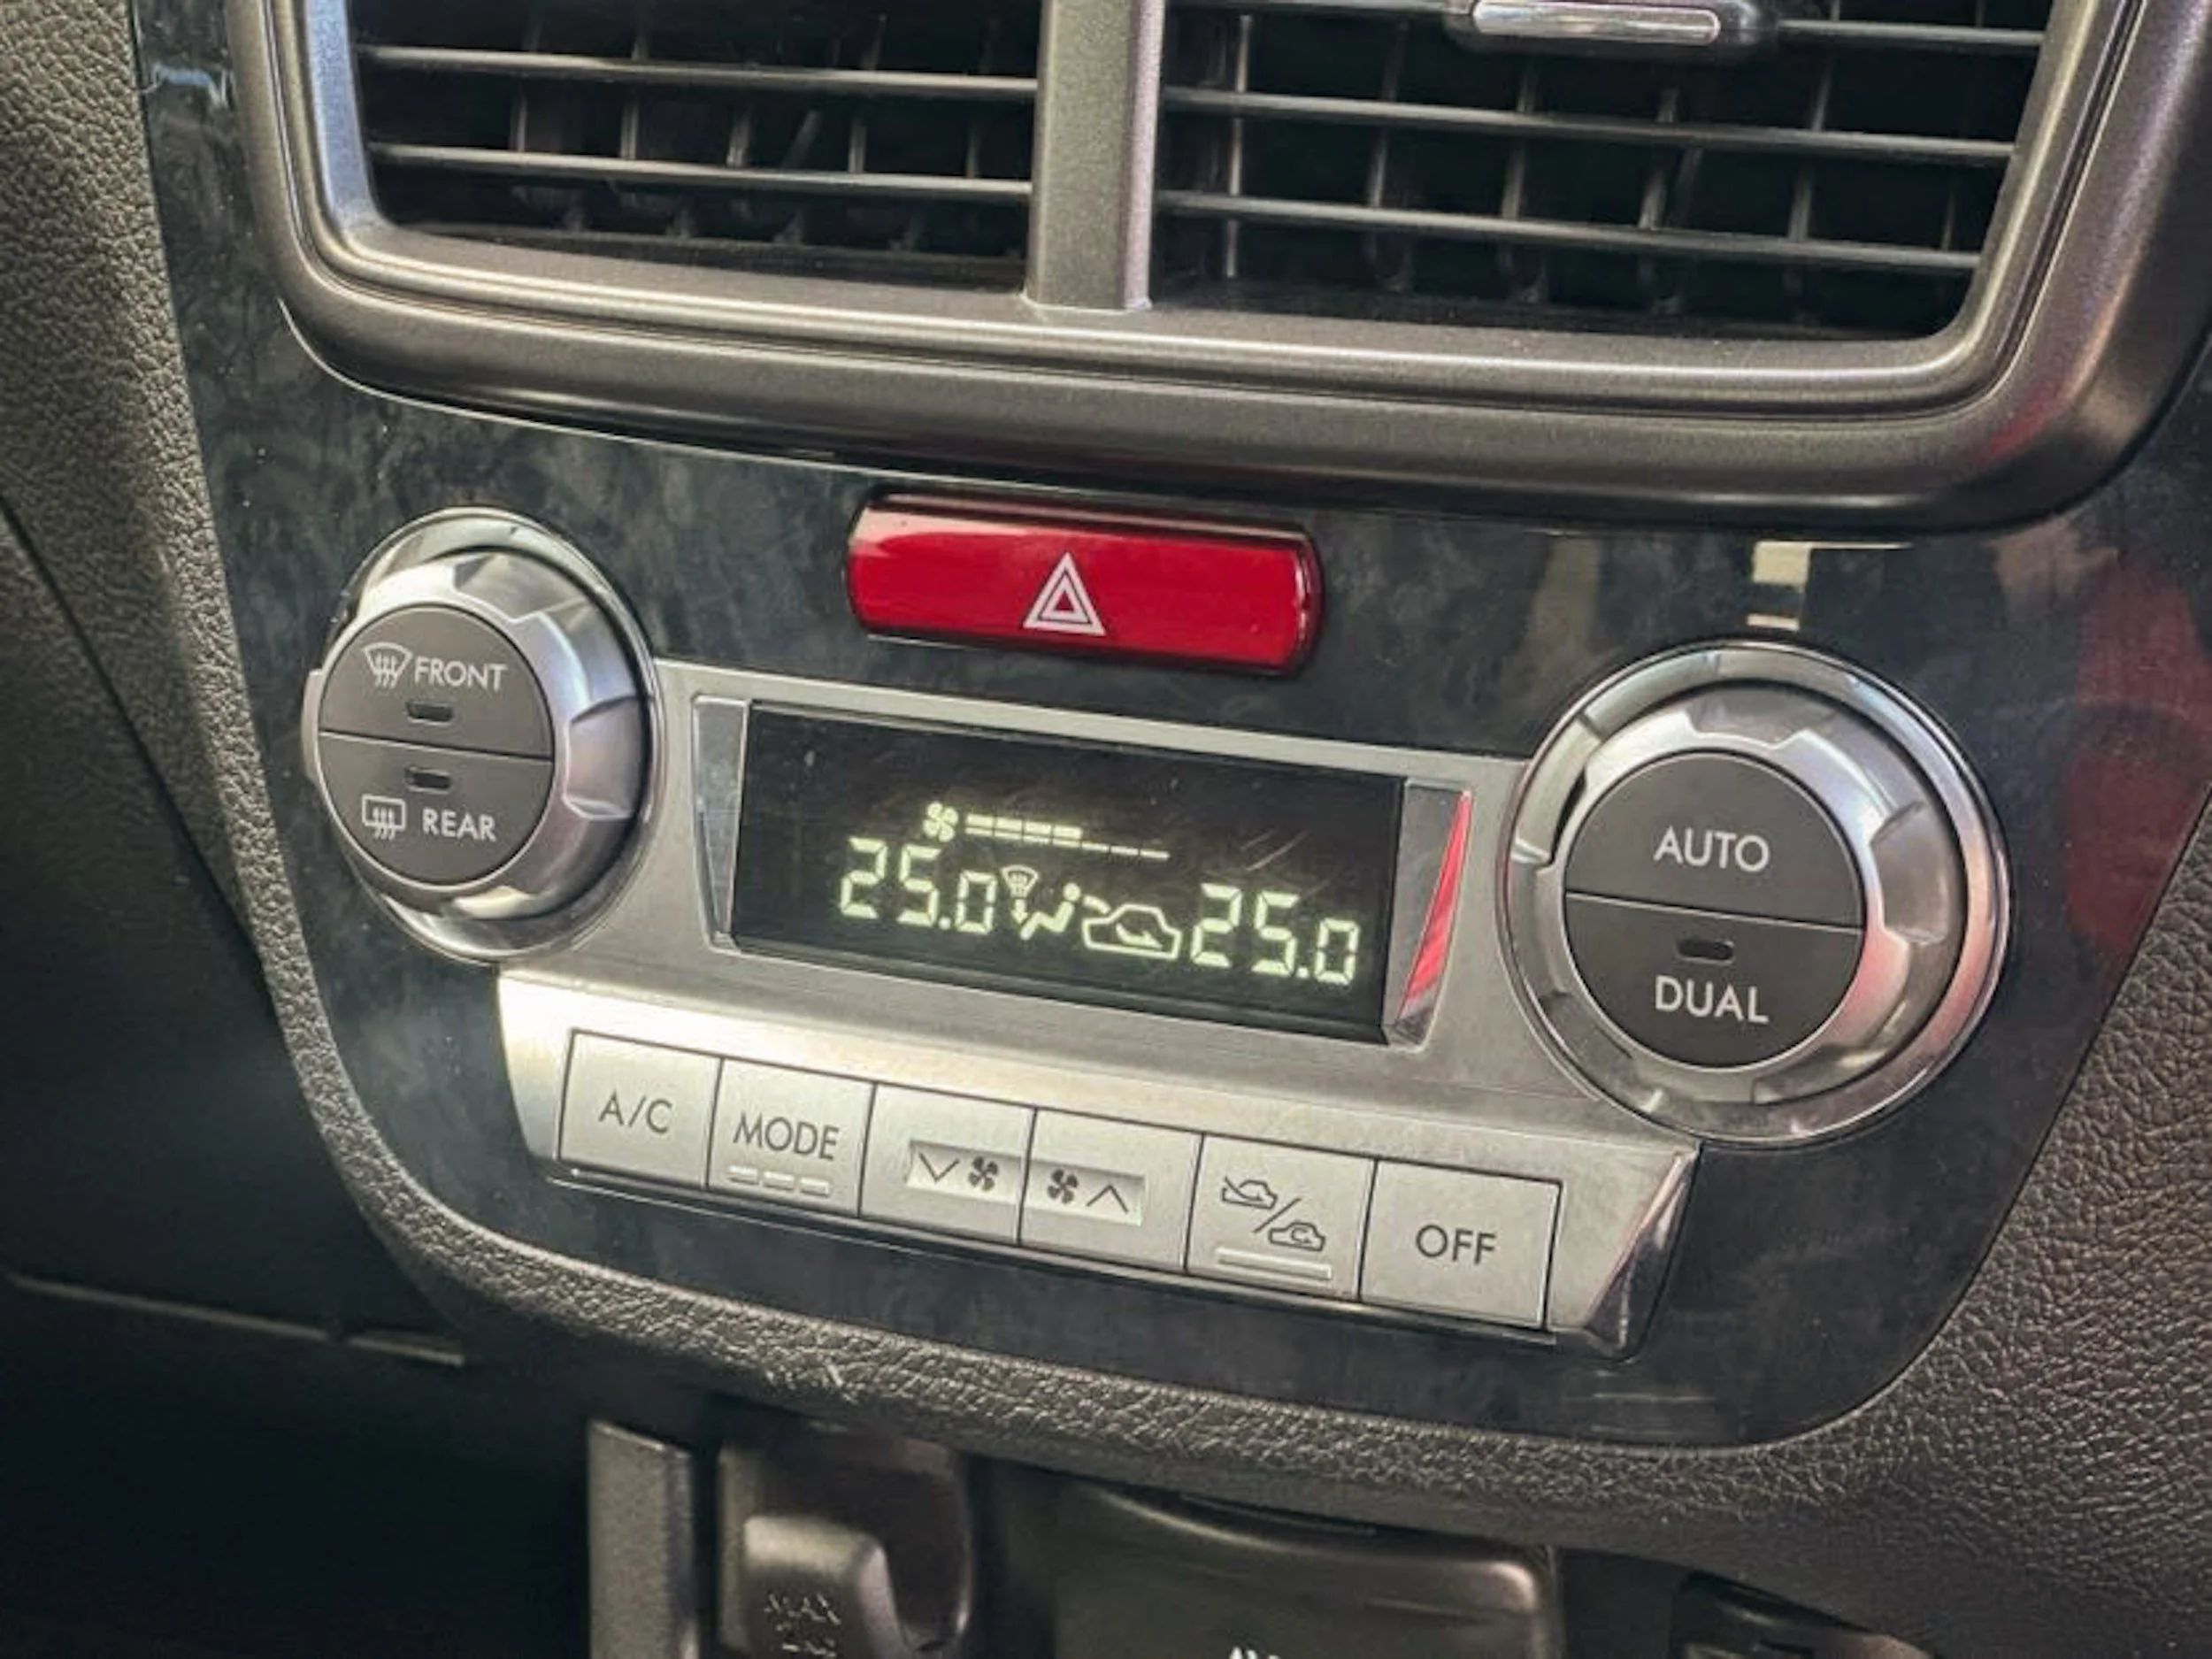 FRONT
REAR
25.0 25.0
AUTO
DUAL
A/C
MODE
OFF